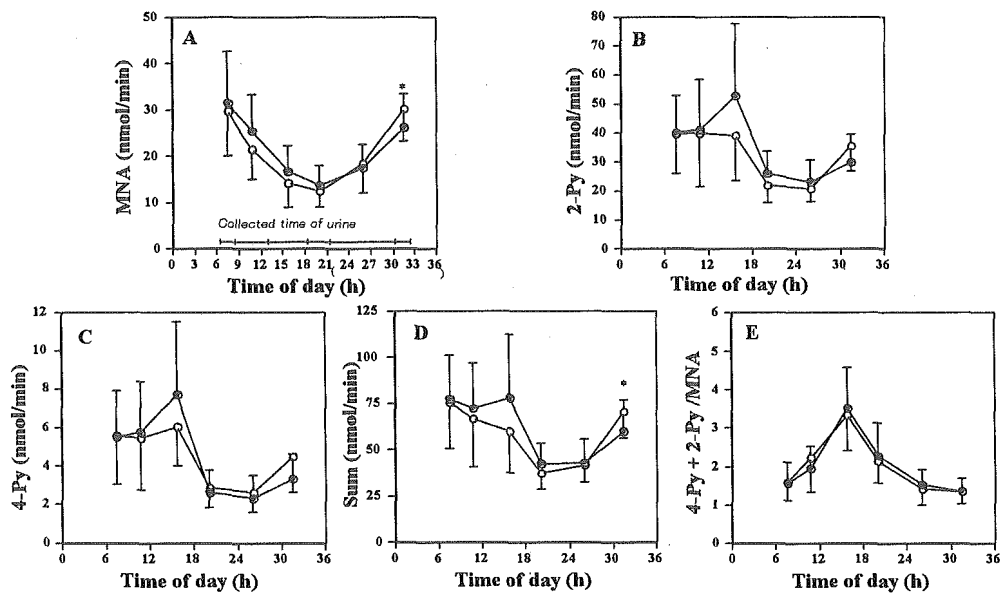 A
MNA (nmol/min)
50
40
30
20
10
0
*
Collected time of urine
0 3 6 9 12 15 18 21 24 27 30 33 36
Time of day (h)
B
2-Py (nmol/min)
80
70
60
50
40
30
20
10
0
0 6 12 18 24 30 36
Time of day (h)
C
4-Py (nmol/min)
12
10
8
6
4
2
0
0 6 12 18 24 30 36
Time of day (h)
D
Sum (nmol/min)
125
100
75
50
25
0
*
0 6 12 18 24 30 36
Time of day (h)
E
4-Py + 2-Py /MNA
6
5
4
3
2
1
0
0 6 12 18 24 30 36
Time of day (h)